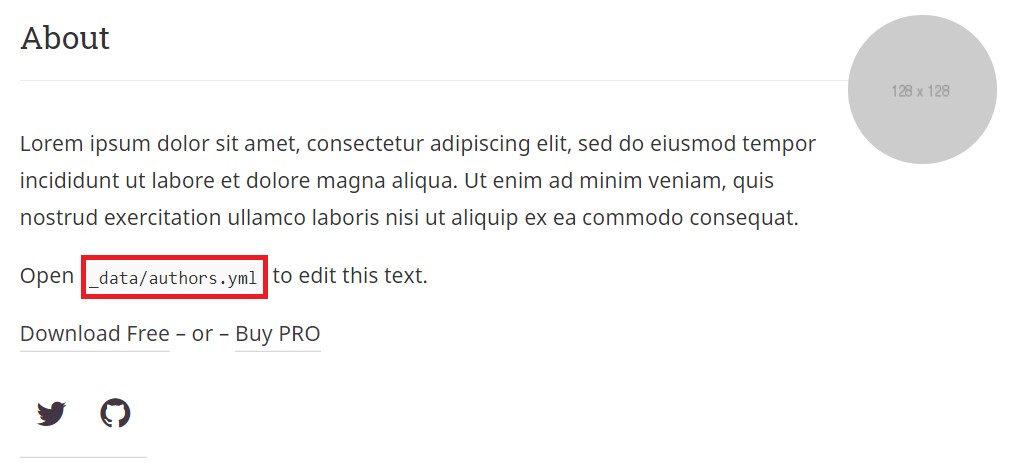 About
128 x 128
Lorem ipsum dolor sit amet, consectetur adipiscing elit, sed do eiusmod tempor
incididunt ut labore et dolore magna aliqua. Ut enim ad minim veniam, quis
nostrud exercitation ullamco laboris nisi ut aliquip ex ea commodo consequat.
Open _data/authors.yml to edit this text.
Download Free – or – Buy PRO